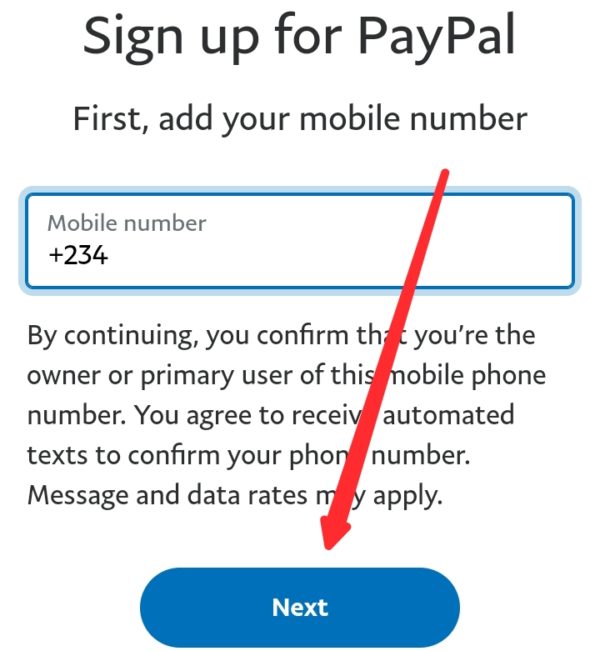 Sign up for PayPal
First, add your mobile number
Mobile number
+234
By continuing, you confirm that you're the
owner or primary user of this mobile phone
number. You agree to receive automated
texts to confirm your phone number.
Message and data rates may apply.
Next